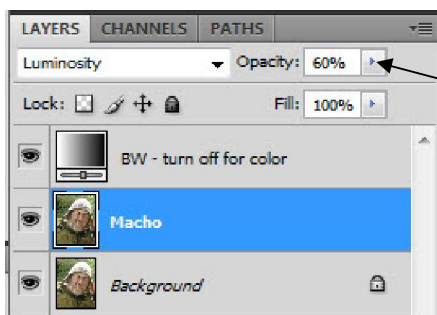 LAYERS CHANNELS PATHS
Luminosity Opacity: 60%
Lock: Fill: 100%
BW - turn off for color
Macho
Background